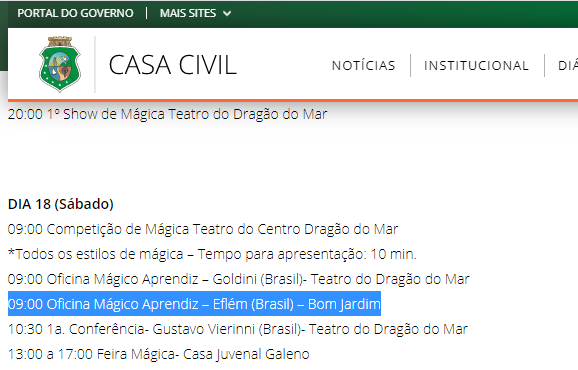 PORTAL DO GOVERNO | MAIS SITES
CASA CIVIL
NOTÍCIAS | INSTITUCIONAL | DIÁ
20:00 1º Show de Mágica Teatro do Dragão do Mar
DIA 18 (Sábado)
09:00 Competição de Mágica Teatro do Centro Dragão do Mar
*Todos os estilos de mágica – Tempo para apresentação: 10 min.
09:00 Oficina Mágico Aprendiz – Goldini (Brasil)- Teatro do Dragão do Mar
09:00 Oficina Mágico Aprendiz – Eflém (Brasil) – Bom Jardim
10:30 1a. Conferência- Gustavo Vierinni (Brasil)- Teatro do Dragão do Mar
13:00 a 17:00 Feira Mágica- Casa Juvenal Galeno